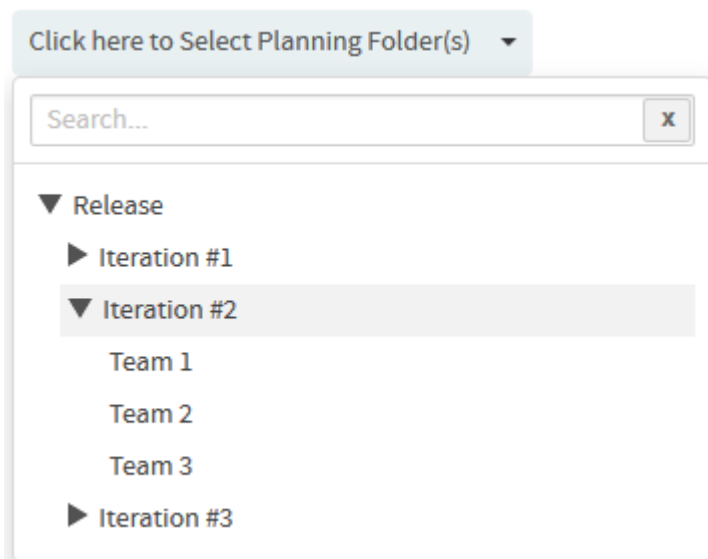 Click here to Select Planning Folder(s)
Search...
x
Release
Iteration #1
Iteration #2
Team 1
Team 2
Team 3
Iteration #3